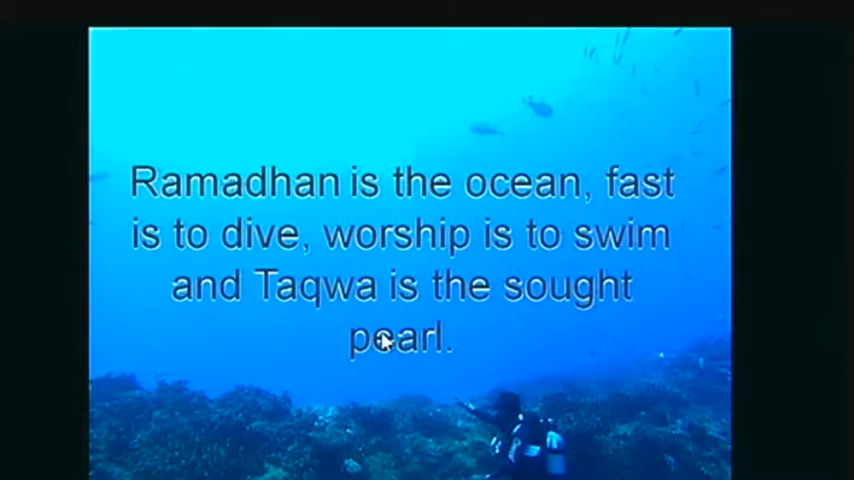 Ramadhan is the ocean, fast
is to dive, worship is to swim
and Taqwa is the sought
pearl.